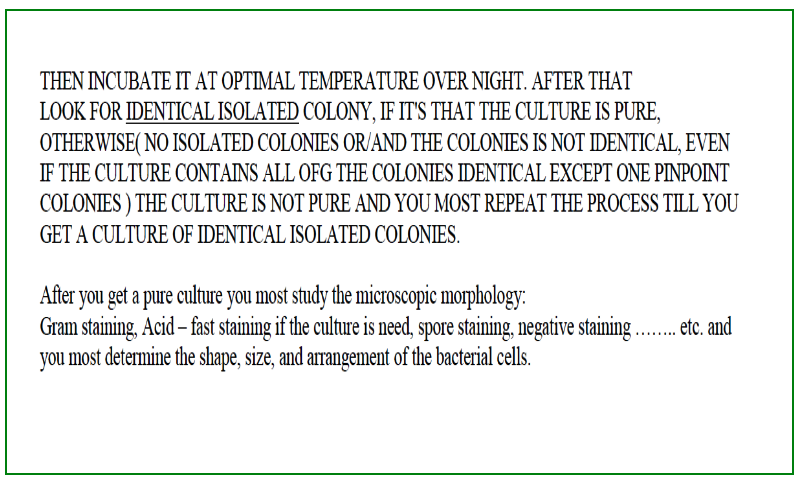 THEN INCUBATE IT AT OPTIMAL TEMPERATURE OVER NIGHT. AFTER THAT
LOOK FOR IDENTICAL ISOLATED COLONY, IF IT'S THAT THE CULTURE IS PURE,
OTHERWISE( NO ISOLATED COLONIES OR/AND THE COLONIES IS NOT IDENTICAL, EVEN
IF THE CULTURE CONTAINS ALL OFG THE COLONIES IDENTICAL EXCEPT ONE PINPOINT
COLONIES ) THE CULTURE IS NOT PURE AND YOU MOST REPEAT THE PROCESS TILL YOU
GET A CULTURE OF IDENTICAL ISOLATED COLONIES.
After you get a pure culture you most study the microscopic morphology:
Gram staining, Acid – fast staining if the culture is need, spore staining, negative staining …….. etc. and
you most determine the shape, size, and arrangement of the bacterial cells.